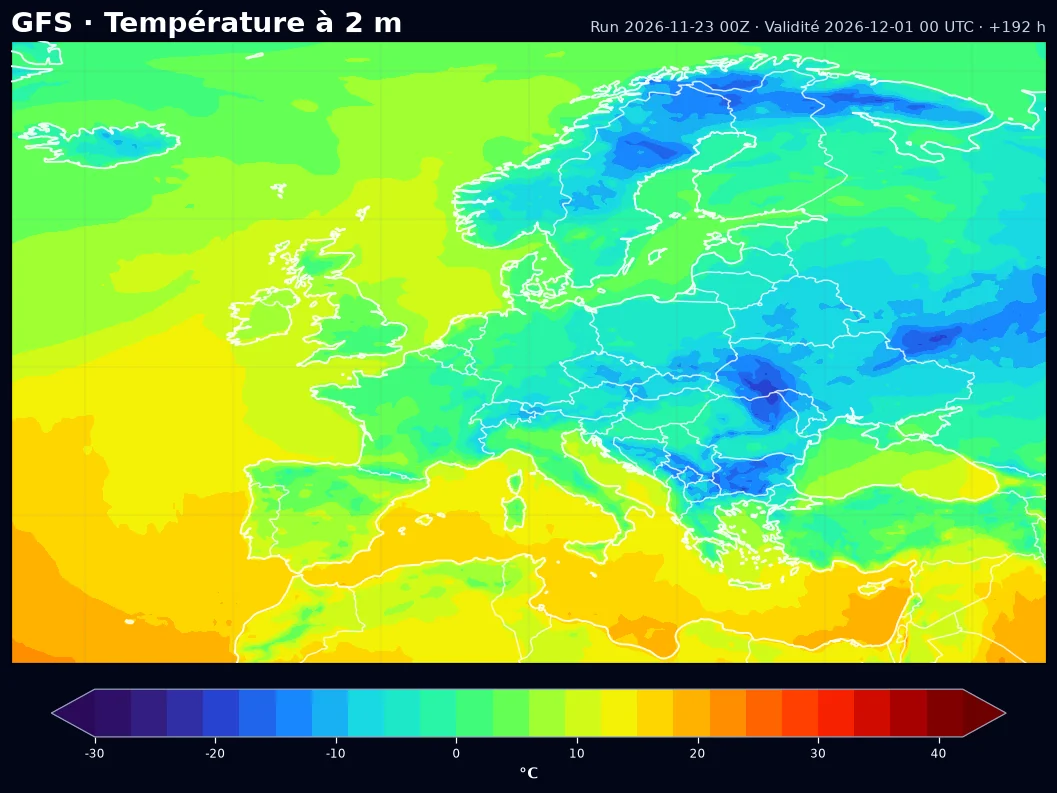 GFS · Température à 2 m
Run 2026-11-23 00Z · Validité 2026-12-01 00 UTC · +192 h
-30 -20 -10 0 10 20 30 40
°C